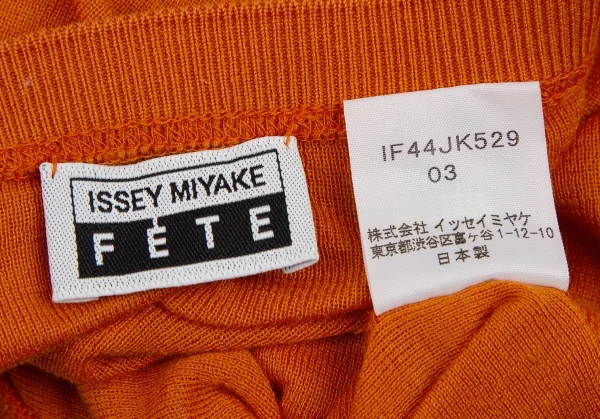 ISSEY MIYAKE
FÈTE
IF44JK529
03
株式会社 イッセイミヤケ
東京都渋谷区富ヶ谷1-12-10
日本製